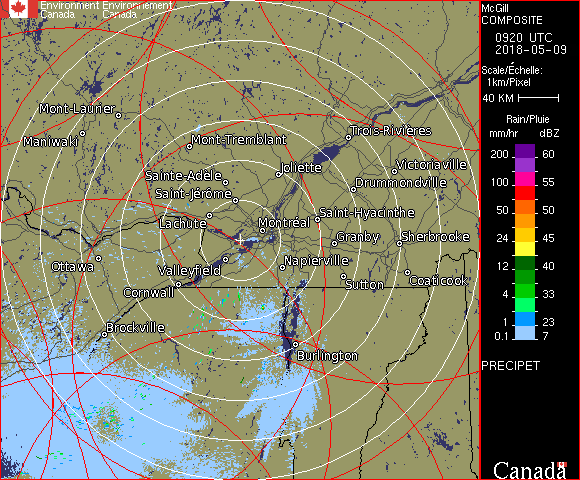 Environment Environnement
Canada Canada
McGill
COMPOSITE
0920 UTC
2018-05-09
Scale/Échelle:
1km/Pixel
40 KM
Rain/Pluie
mm/hr dBZ
200 60
100 55
75 53
50 50
24 45
12 40
4 33
1 23
0.1 7
PRECIPET
Canada
Mont-Laurier
Maniwaki
Mont-Tremblant
Trois-Rivières
Sainte-Adèle
Joliette
Victoriaville
Saint-Jérôme
Drummondville
Lachute
Montréal
Saint-Hyacinthe
Granby
Sherbrooke
Ottawa
Valleyfield
Napierville
Cornwall
Sutton
Coaticook
Brockville
Burlington